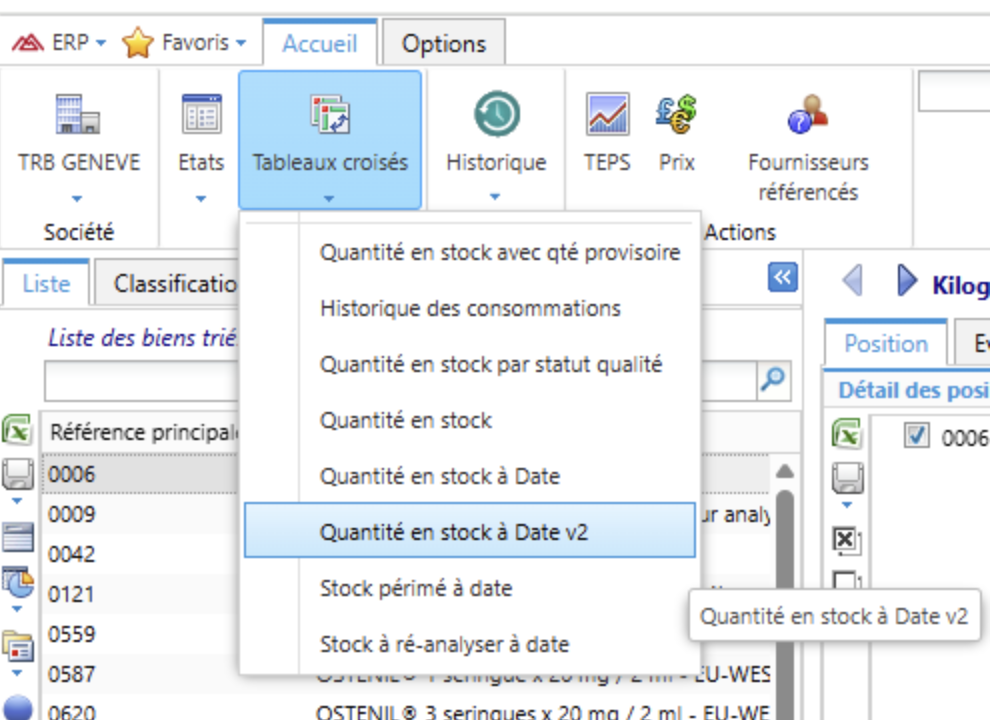 ERP Favoris Accueil Options
TRB GENEVE Etats Tableaux croisés Historique TEPS Prix Fournisseurs
référencés
Société Actions
Liste Classificatio
Kilog
Liste des biens trié
Position
Détail des posi
Référence principal
0006
0006
0009
ur analy
0042
0121
0559
0587
OSTENIL® 1 seringue x 20 mg / 2 ml - EU-WES
0620
OSTENIL® 3 seringues x 20 mg / 2 ml - EU-WE
Quantité en stock avec qté provisoire
Historique des consommations
Quantité en stock par statut qualité
Quantité en stock
Quantité en stock à Date
Quantité en stock à Date v2
Stock périmé à date
Stock à ré-analyser à date
Quantité en stock à Date v2